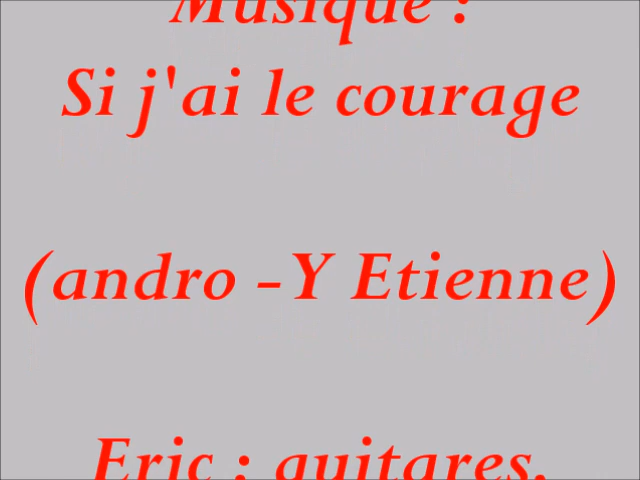 Musique :
Si j'ai le courage
(andro -Y Etienne)
Eric : guitares,